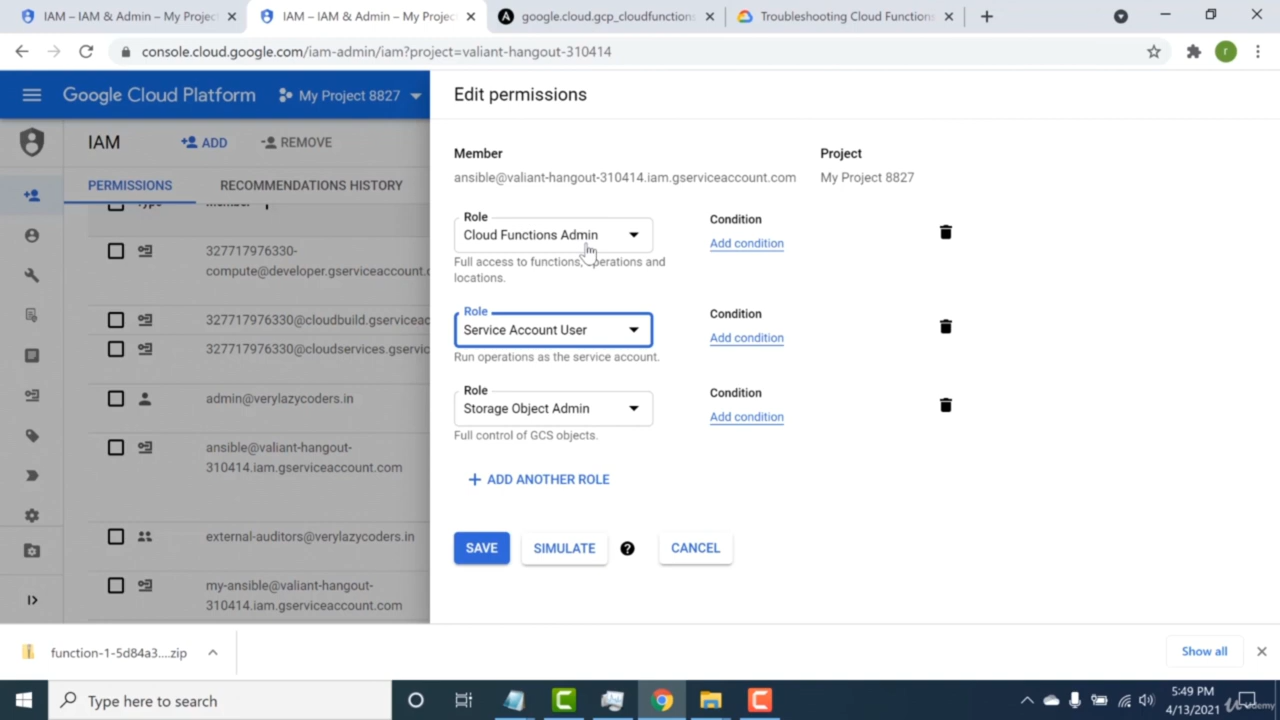 IAM – IAM & Admin – My Projec
IAM – IAM & Admin – My Projec
google.cloud.gcp_cloudfunctions
Troubleshooting Cloud Functions
console.cloud.google.com/iam-admin/iam?project=valiant-hangout-310414
r
Google Cloud Platform
My Project 8827
IAM
ADD
REMOVE
PERMISSIONS
RECOMMENDATIONS HISTORY
Type
Member
327717976330-
compute@developer.gserviceaccount.c
327717976330@cloudbuild.gserviceac
327717976330@cloudservices.gservic
admin@verylazycoders.in
ansible@valiant-hangout-
310414.iam.gserviceaccount.com
external-auditors@verylazycoders.in
my-ansible@valiant-hangout-
310414.iam.gserviceaccount.com
Edit permissions
Member
Project
ansible@valiant-hangout-310414.iam.gserviceaccount.com
My Project 8827
Role
Condition
Cloud Functions Admin
Add condition
Full access to functions, operations and
locations.
Role
Condition
Service Account User
Add condition
Run operations as the service account.
Role
Condition
Storage Object Admin
Add condition
Full control of GCS objects.
ADD ANOTHER ROLE
SAVE
SIMULATE
?
CANCEL
function-1-5d84a3....zip
Show all
Type here to search
5:49 PM
4/13/2021
Udemy